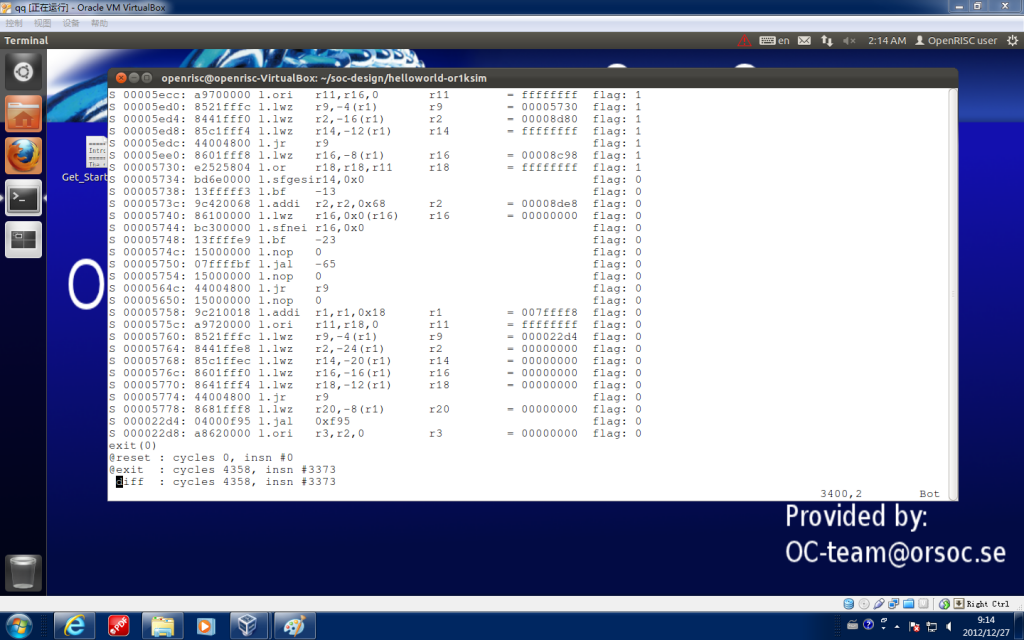 qq [正在运行] - Oracle VM VirtualBox
控制 视图 设备 帮助
Terminal en 2:14 AM OpenRISC user
openrisc@openrisc-VirtualBox: ~/soc-design/helloworld-or1ksim
S 00005ecc: a9700000 l.ori r11,r16,0 r11 = ffffffff flag: 1
S 00005ed0: 8521fffc l.lwz r9,-4(r1) r9 = 00005730 flag: 1
S 00005ed4: 8441fff0 l.lwz r2,-16(r1) r2 = 00008d80 flag: 1
S 00005ed8: 85c1fff4 l.lwz r14,-12(r1) r14 = ffffffff flag: 1
S 00005edc: 44004800 l.jr r9 flag: 1
S 00005ee0: 8601fff8 l.lwz r16,-8(r1) r16 = 00008c98 flag: 1
S 00005730: e2525804 l.or r18,r18,r11 r18 = ffffffff flag: 1
S 00005734: bd6e0000 l.sfgesir14,0x0 flag: 0
S 00005738: 13fffff3 l.bf -13 flag: 0
S 0000573c: 9c420068 l.addi r2,r2,0x68 r2 = 00008de8 flag: 0
S 00005740: 86100000 l.lwz r16,0x0(r16) r16 = 00000000 flag: 0
S 00005744: bc300000 l.sfnei r16,0x0 flag: 0
S 00005748: 13ffffe9 l.bf -23 flag: 0
S 0000574c: 15000000 l.nop 0 flag: 0
S 00005750: 07ffffbf l.jal -65 flag: 0
S 00005754: 15000000 l.nop 0 flag: 0
S 0000564c: 44004800 l.jr r9 flag: 0
S 00005650: 15000000 l.nop 0 flag: 0
S 00005758: 9c210018 l.addi r1,r1,0x18 r1 = 007ffff8 flag: 0
S 0000575c: a9720000 l.ori r11,r18,0 r11 = ffffffff flag: 0
S 00005760: 8521fffc l.lwz r9,-4(r1) r9 = 000022d4 flag: 0
S 00005764: 8441ffe8 l.lwz r2,-24(r1) r2 = 00000000 flag: 0
S 00005768: 85c1ffec l.lwz r14,-20(r1) r14 = 00000000 flag: 0
S 0000576c: 8601fff0 l.lwz r16,-16(r1) r16 = 00000000 flag: 0
S 00005770: 8641fff4 l.lwz r18,-12(r1) r18 = 00000000 flag: 0
S 00005774: 44004800 l.jr r9 flag: 0
S 00005778: 8681fff8 l.lwz r20,-8(r1) r20 = 00000000 flag: 0
S 000022d4: 04000f95 l.jal 0xf95 flag: 0
S 000022d8: a8620000 l.ori r3,r2,0 r3 = 00000000 flag: 0
exit(0)
@reset : cycles 0, insn #0
@exit : cycles 4358, insn #3373
diff : cycles 4358, insn #3373
3400,2 Bot
Get_Start
O
Provided by:
OC-team@orsoc.se
Right Ctrl
PDF
9:14
2012/12/27